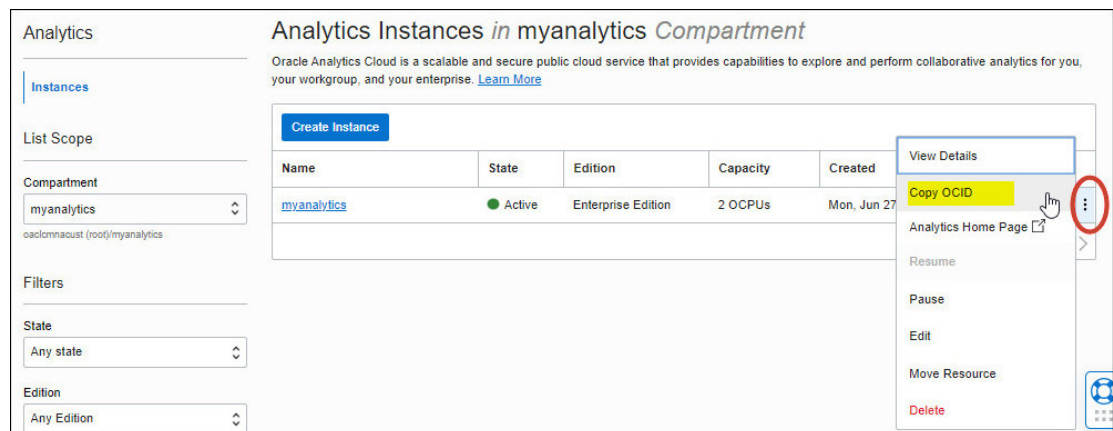 Analytics
Instances
List Scope
Compartment
myanalytics
oaclcmnacust (root)/myanalytics
Filters
State
Any state
Edition
Any Edition
Analytics Instances in myanalytics Compartment
Oracle Analytics Cloud is a scalable and secure public cloud service that provides capabilities to explore and perform collaborative analytics for you,
your workgroup, and your enterprise. Learn More
Create Instance
Name State Edition Capacity Created
myanalytics Active Enterprise Edition 2 OCPUs Mon, Jun 27
View Details
Copy OCID
Analytics Home Page
Resume
Pause
Edit
Move Resource
Delete